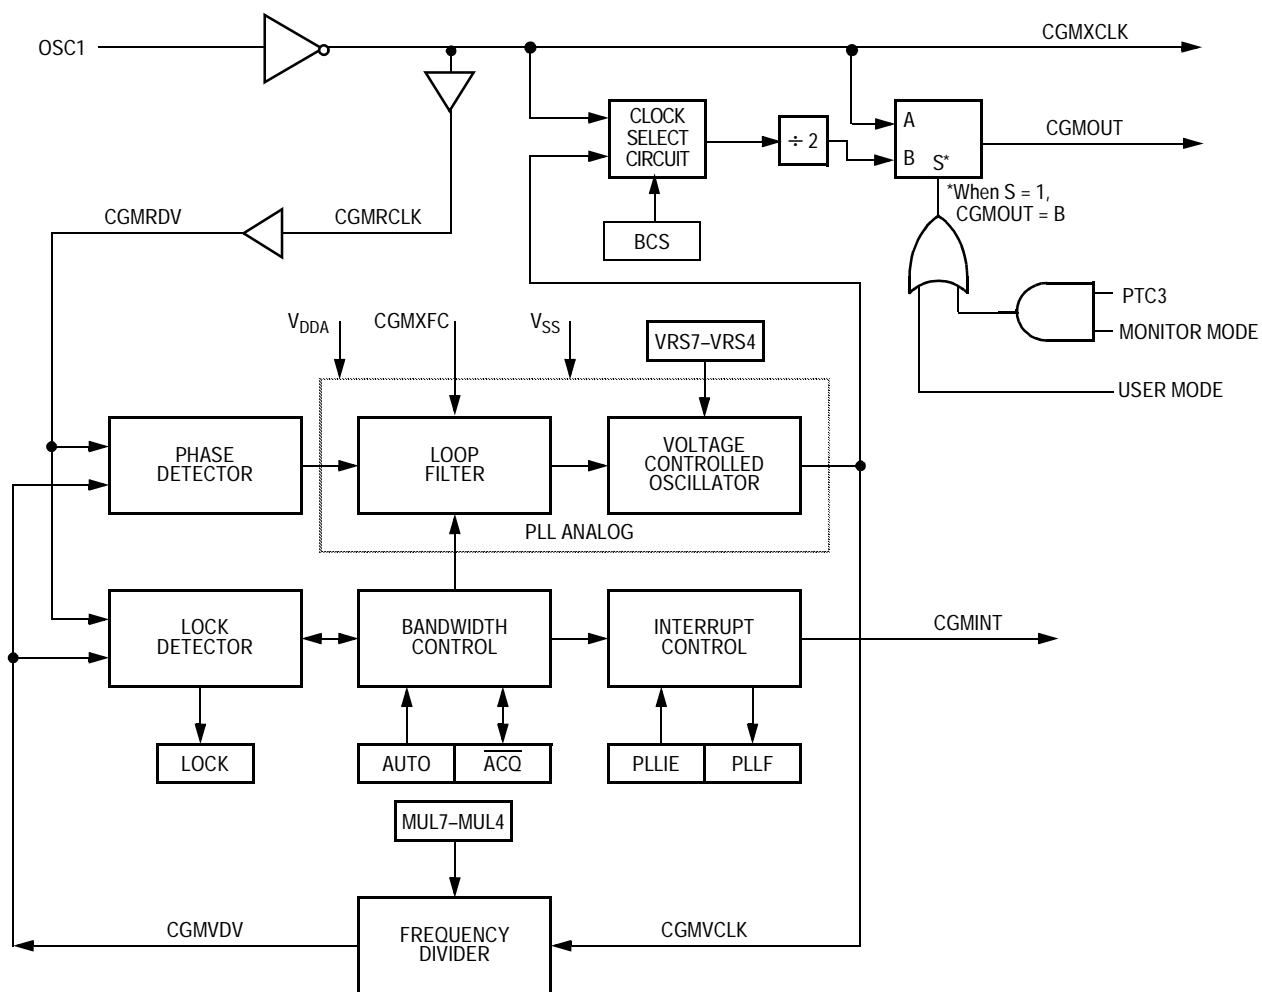 OSC1
CGMXCLK
CLOCK
SELECT
CIRCUIT
÷ 2
A
B
S*
CGMOUT
*When S = 1,
CGMOUT = B
CGMRDV
CGMRCLK
BCS
PTC3
MONITOR MODE
USER MODE
VDDA
CGMXFC
VSS
VRS7–VRS4
PHASE
DETECTOR
LOOP
FILTER
VOLTAGE
CONTROLLED
OSCILLATOR
PLL ANALOG
LOCK
DETECTOR
BANDWIDTH
CONTROL
INTERRUPT
CONTROL
CGMINT
LOCK
AUTO
ACQ
PLLIE
PLLF
MUL7–MUL4
CGMVDV
FREQUENCY
DIVIDER
CGMVCLK